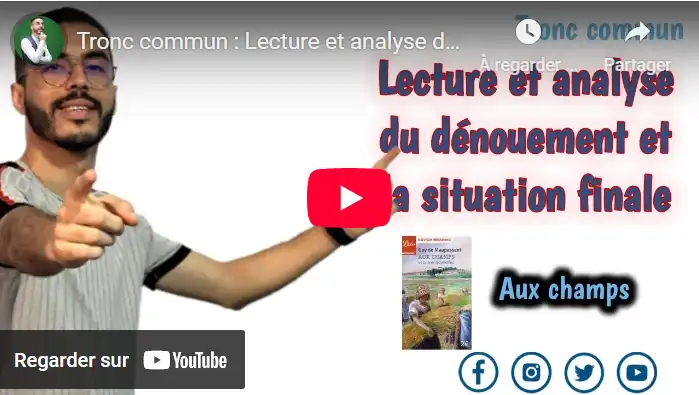 Tronc commun : Lecture et analyse d...
Tronc commun
À regarder ...
Partager
Lecture et analyse
du dénouement et
la situation finale
Guy de Maupassant
AUX CHAMPS
Aux champs
Regarder sur YouTube